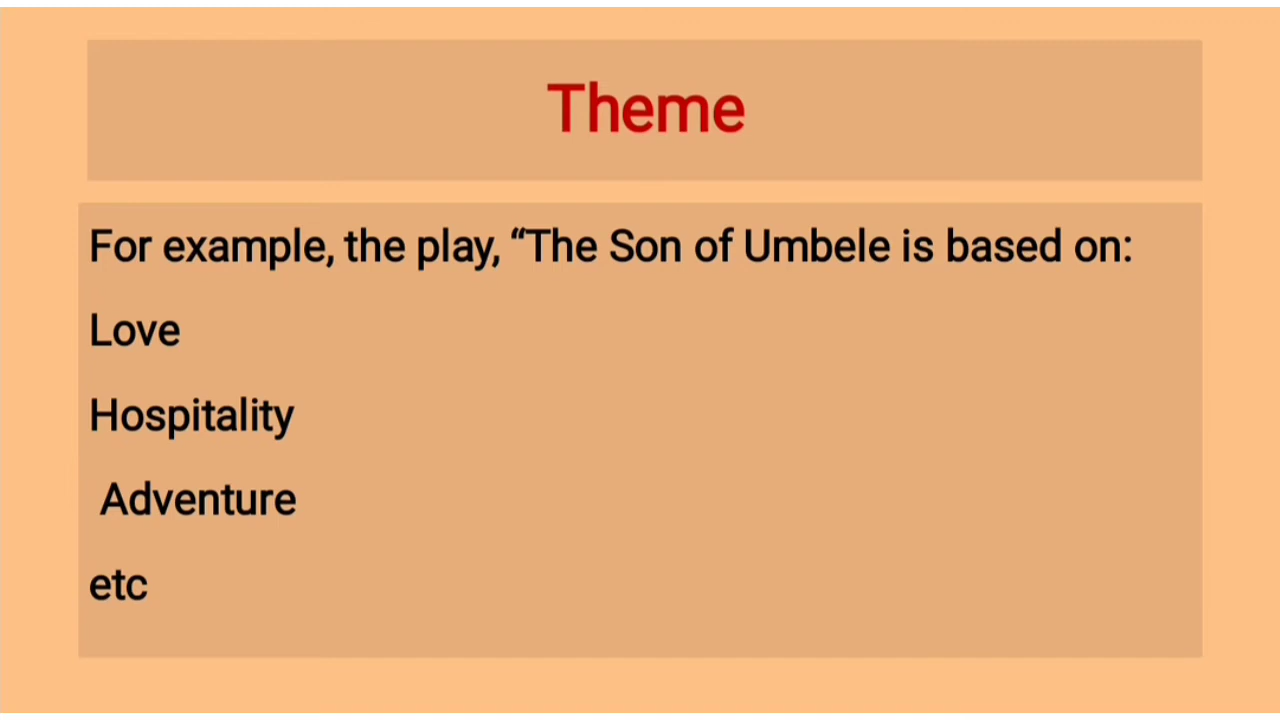 Theme
For example, the play, “The Son of Umbele is based on:
Love
Hospitality
Adventure
etc